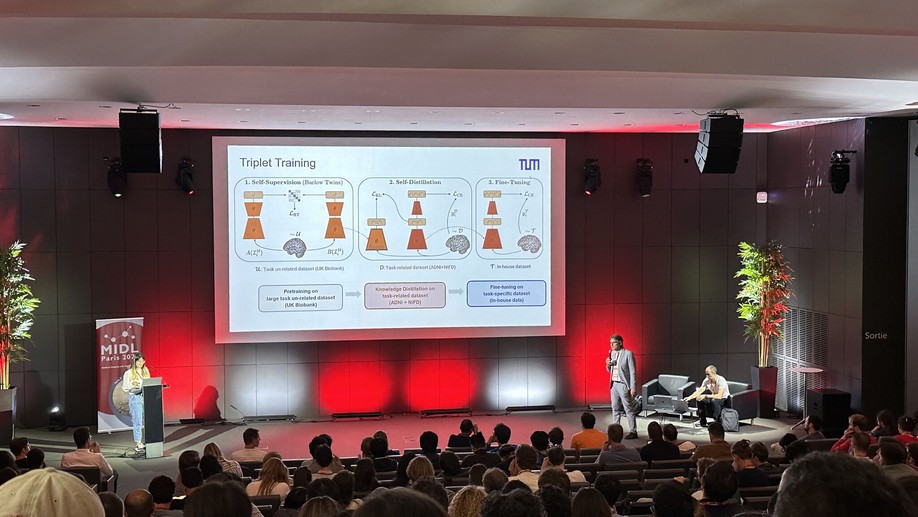 Triplet Training
TUM
1. Self-Supervision (Barlow Twins)
2. Self-Distillation
3. Fine-Tuning
U: Task un-related dataset (UK Biobank)
D: Task-related dataset (ADNI+NIFD)
T: In-house dataset
Pretraining on
large task un-related dataset
(UK Biobank)
Knowledge Distillation on
task-related dataset
(ADNI + NIFD)
Fine-tuning on
task-specific dataset
(in-house data)
MIDL
Paris
Sortie